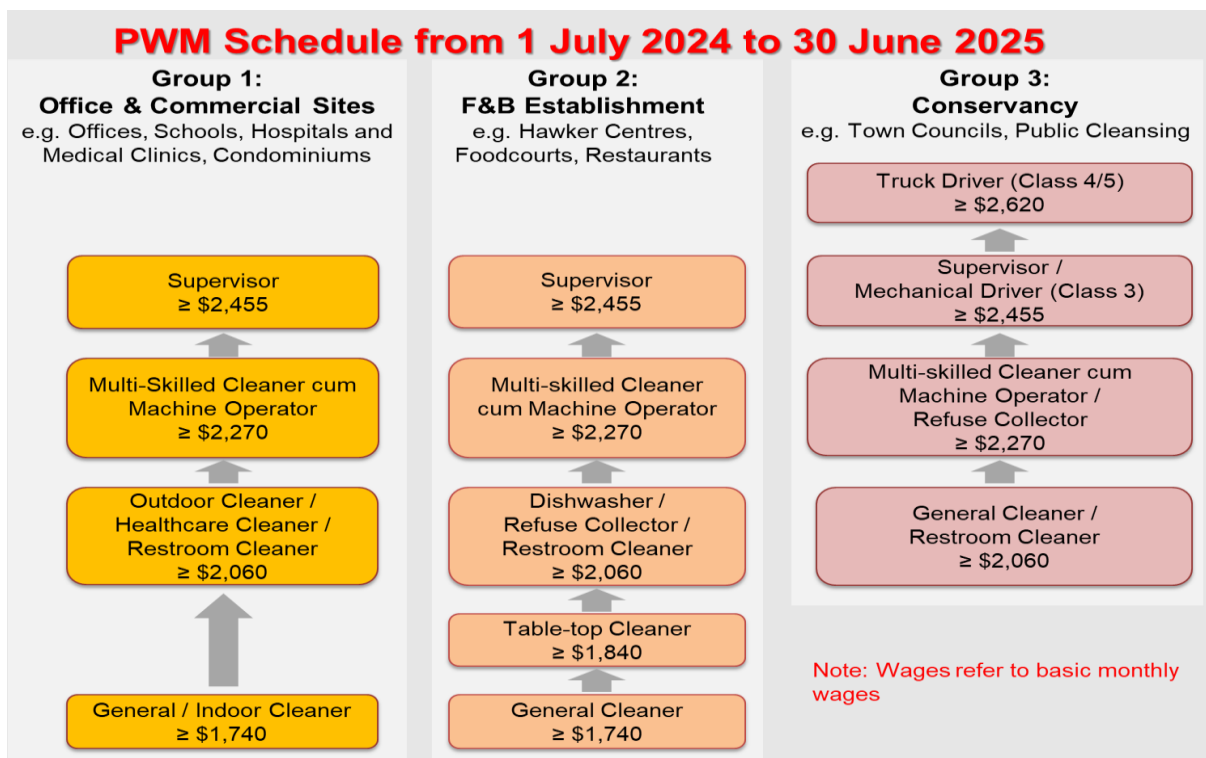 PWM Schedule from 1 July 2024 to 30 June 2025
Group 1:
Office & Commercial Sites
e.g. Offices, Schools, Hospitals and
Medical Clinics, Condominiums
Supervisor
≥ $2,455
Multi-Skilled Cleaner cum
Machine Operator
≥ $2,270
Outdoor Cleaner /
Healthcare Cleaner /
Restroom Cleaner
≥ $2,060
General / Indoor Cleaner
≥ $1,740
Group 2:
F&B Establishment
e.g. Hawker Centres,
Foodcourts, Restaurants
Supervisor
≥ $2,455
Multi-skilled Cleaner
cum Machine Operator
≥ $2,270
Dishwasher /
Refuse Collector /
Restroom Cleaner
≥ $2,060
Table-top Cleaner
≥ $1,840
General Cleaner
≥ $1,740
Group 3:
Conservancy
e.g. Town Councils, Public Cleansing
Truck Driver (Class 4/5)
≥ $2,620
Supervisor /
Mechanical Driver (Class 3)
≥ $2,455
Multi-skilled Cleaner cum
Machine Operator /
Refuse Collector
≥ $2,270
General Cleaner /
Restroom Cleaner
≥ $2,060
Note: Wages refer to basic monthly
wages